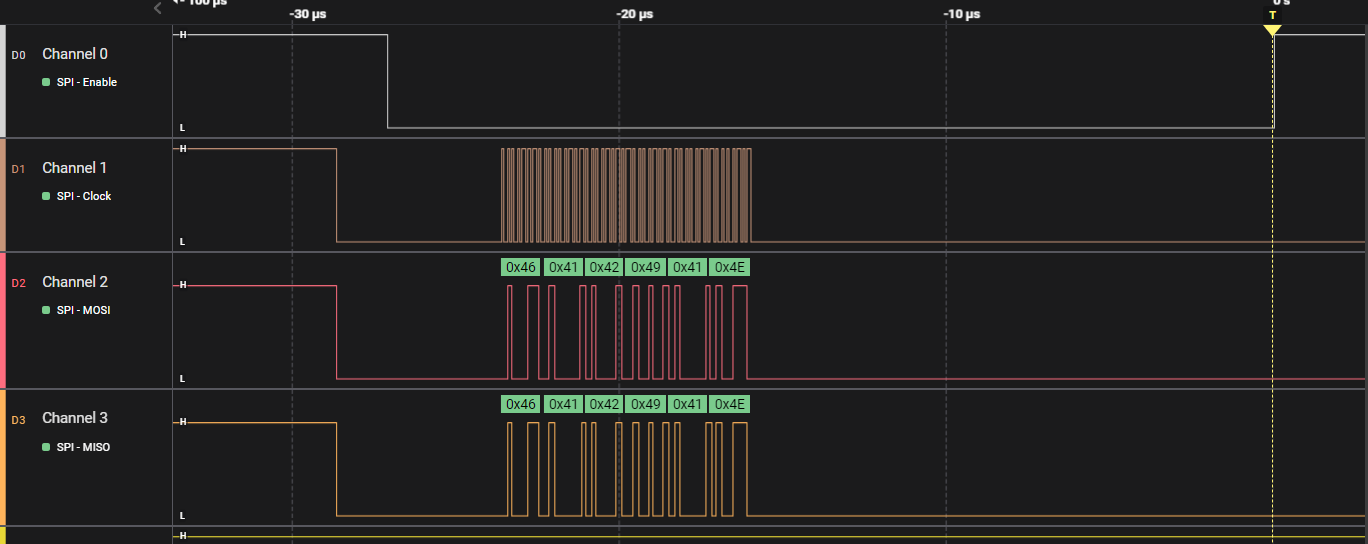 -30 µs -20 µs -10 µs
T
D0 Channel 0 H
SPI - Enable
L
D1 Channel 1 H
SPI - Clock
L
0x46 0x41 0x42 0x49 0x41 0x4E
D2 Channel 2 H
SPI - MOSI
L
0x46 0x41 0x42 0x49 0x41 0x4E
D3 Channel 3 H
SPI - MISO
L
H